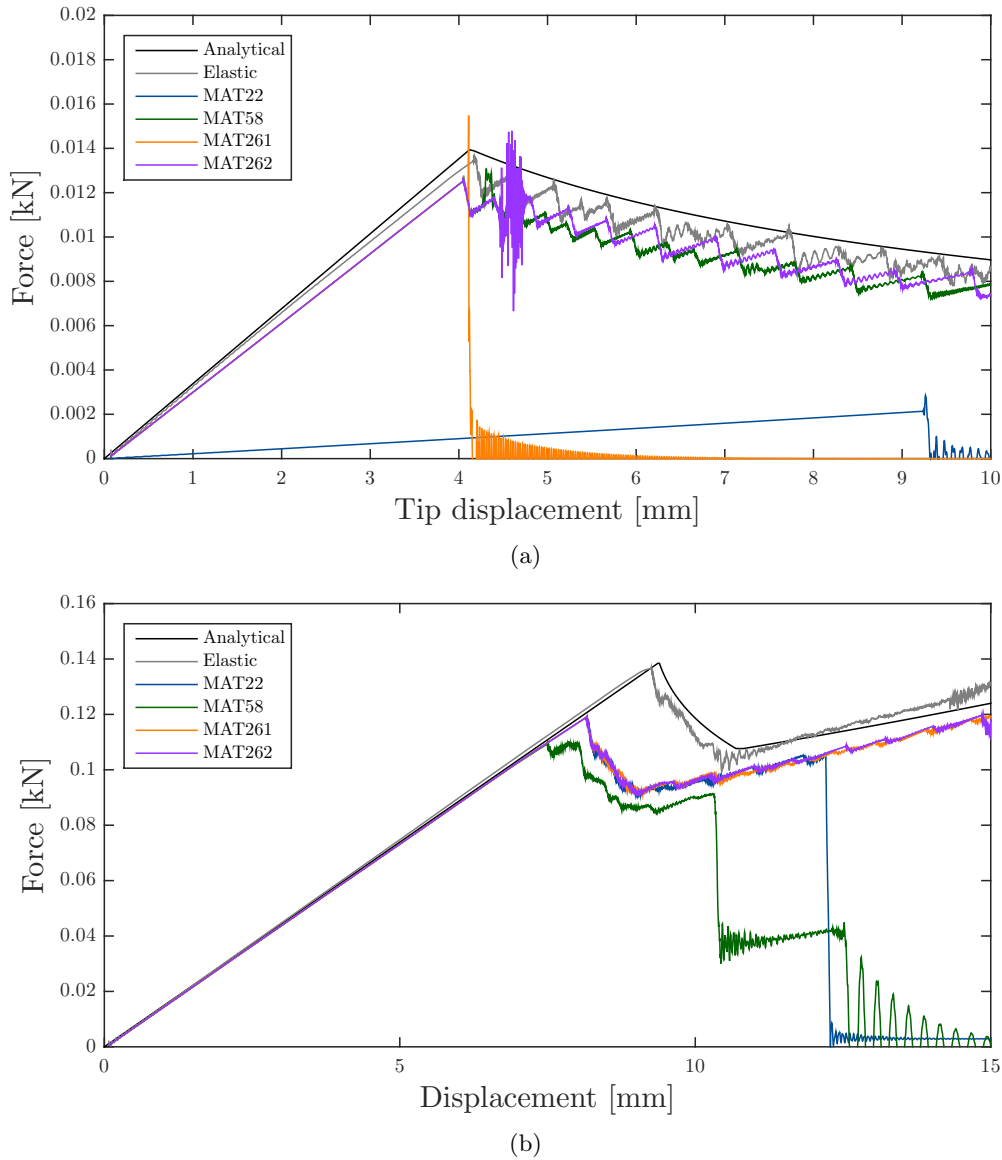 0.02
0.018
0.016
0.014
0.012
0.01
0.008
0.006
0.004
0.002
0
Force [kN]
Analytical
Elastic
MAT22
MAT58
MAT261
MAT262
0 1 2 3 4 5 6 7 8 9 10
Tip displacement [mm]
(a)
0.16
0.14
0.12
0.1
0.08
0.06
0.04
0.02
0
Force [kN]
Analytical
Elastic
MAT22
MAT58
MAT261
MAT262
0 5 10 15
Displacement [mm]
(b)